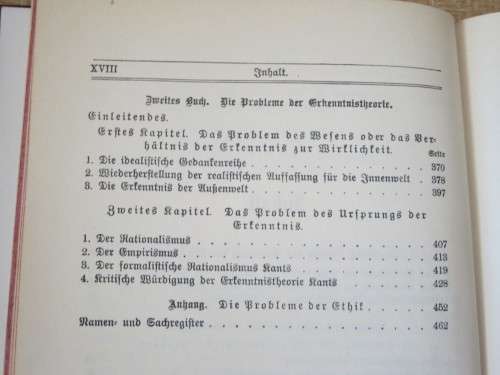 XVIII Inhalt.
Zweites Buch. Die Probleme der Erkenntnistheorie.
Einleitendes.
Erstes Kapitel. Das Problem des Wesens oder das Ver-
hältnis der Erkenntnis zur Wirklichkeit.
Seite
1. Die idealistische Gedankenreihe . . . . . . . . . . . . 370
2. Wiederherstellung der realistischen Auffassung für die Innenwelt . 378
3. Die Erkenntnis der Außenwelt . . . . . . . . . . . . 397
Zweites Kapitel. Das Problem des Ursprungs der
Erkenntnis.
1. Der Rationalismus . . . . . . . . . . . . . . . . 407
2. Der Empirismus . . . . . . . . . . . . . . . . . 413
3. Der formalistische Rationalismus Kants . . . . . . . . . 419
4. Kritische Würdigung der Erkenntnistheorie Kants . . . . . . 428
Anhang. Die Probleme der Ethik . . . . . 452
Namen- und Sachregister . . . . . . . . . . . . . . . 462